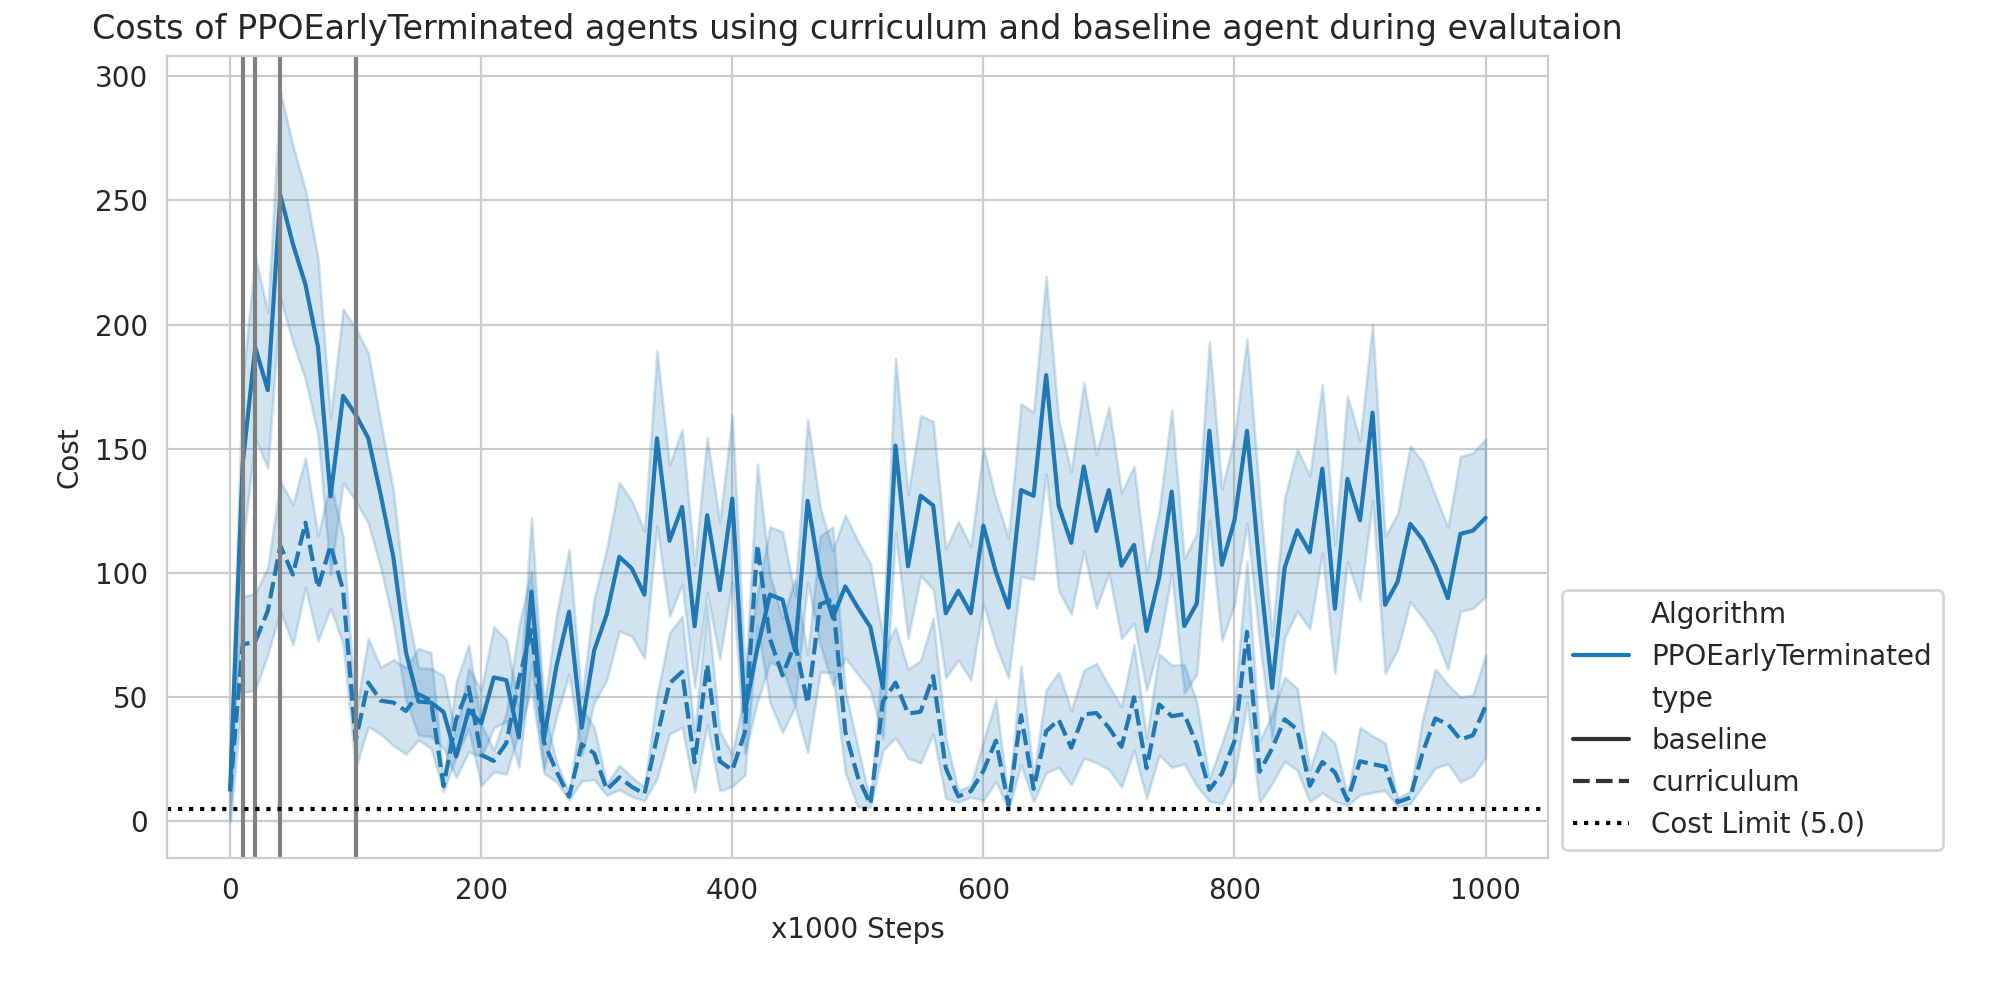 Costs of PPOEarlyTerminated agents using curriculum and baseline agent during evalutaion
300
250
200
150
100
50
0
Cost
0 200 400 600 800 1000
x1000 Steps
Algorithm
PPOEarlyTerminated
type
baseline
curriculum
Cost Limit (5.0)